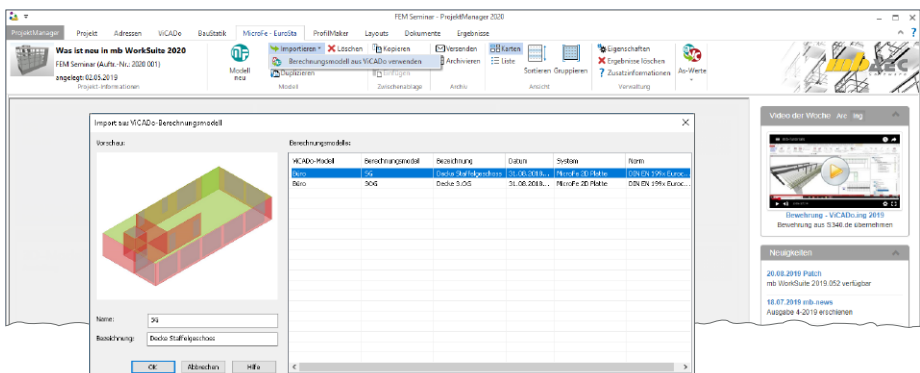 FEM Seminar - ProjektManager 2020
ProjektManager Projekt Adressen ViCADo BauStatik MicroFe - EuroSta ProfilMaker Layouts Dokumente Ergebnisse
Was ist neu in mb WorkSuite 2020
FEM Seminar (Auftr.-Nr.: 2020 001)
angelegt: 02.05.2019
Projekt-Informationen
Modell neu
Importieren
Löschen
Kopieren
Berechnungsmodell aus ViCADo verwenden
Duplizieren
Einfügen
Modell
Zwischenablage
Versenden
Archivieren
Archiv
Karten
Liste
Sortieren
Gruppieren
Ansicht
Eigenschaften
Ergebnisse löschen
Zusatzinformationen
Verwaltung
As-Werte
mb AEC
Import aus ViCADo-Berechnungsmodell
Vorschau:
Berechnungsmodelle:
ViCADo-Modell Berechnungsmodell Bezeichnung Datum System Norm
Büro SG Decke Staffelgeschoss 31.08.2018... MicroFe 2D Platte DIN EN 199x Euroc...
Büro 3OG Decke 3.OG 31.08.2018... MicroFe 2D Platte DIN EN 199x Euroc...
Name: SG
Bezeichnung: Decke Staffelgeschoss
OK Abbrechen Hilfe
Video der Woche
Ing
Bewehrung - ViCADo.ing 2019
Bewehrung aus S340.de übernehmen
Neuigkeiten
20.08.2019 Patch
mb WorkSuite 2019.052 verfügbar
18.07.2019 mb-news
Ausgabe 4-2019 erschienen